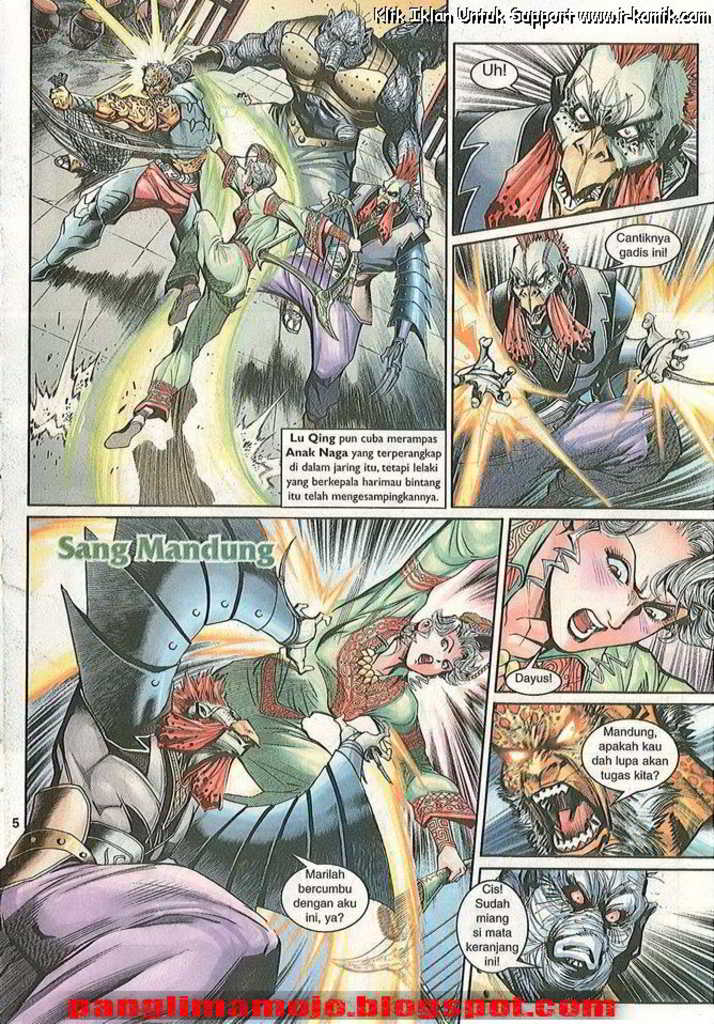 Klik Iklan Untuk Support www.ir-komik.com
Lu Qing pun cuba merampas
Anak Naga yang terperangkap
di dalam jaring itu, tetapi lelaki
yang berkepala harimau bintang
itu telah mengesampingkannya.
Uh!
Cantiknya
gadis ini!
Sang Mandung
Marilah
bercumbu
dengan aku
ini, ya?
Dayus!
Mandung,
apakah kau
dah lupa akan
tugas kita?
Cis!
Sudah
miang
si mata
keranjang
ini!
5
panglimamojo.blogspot.com